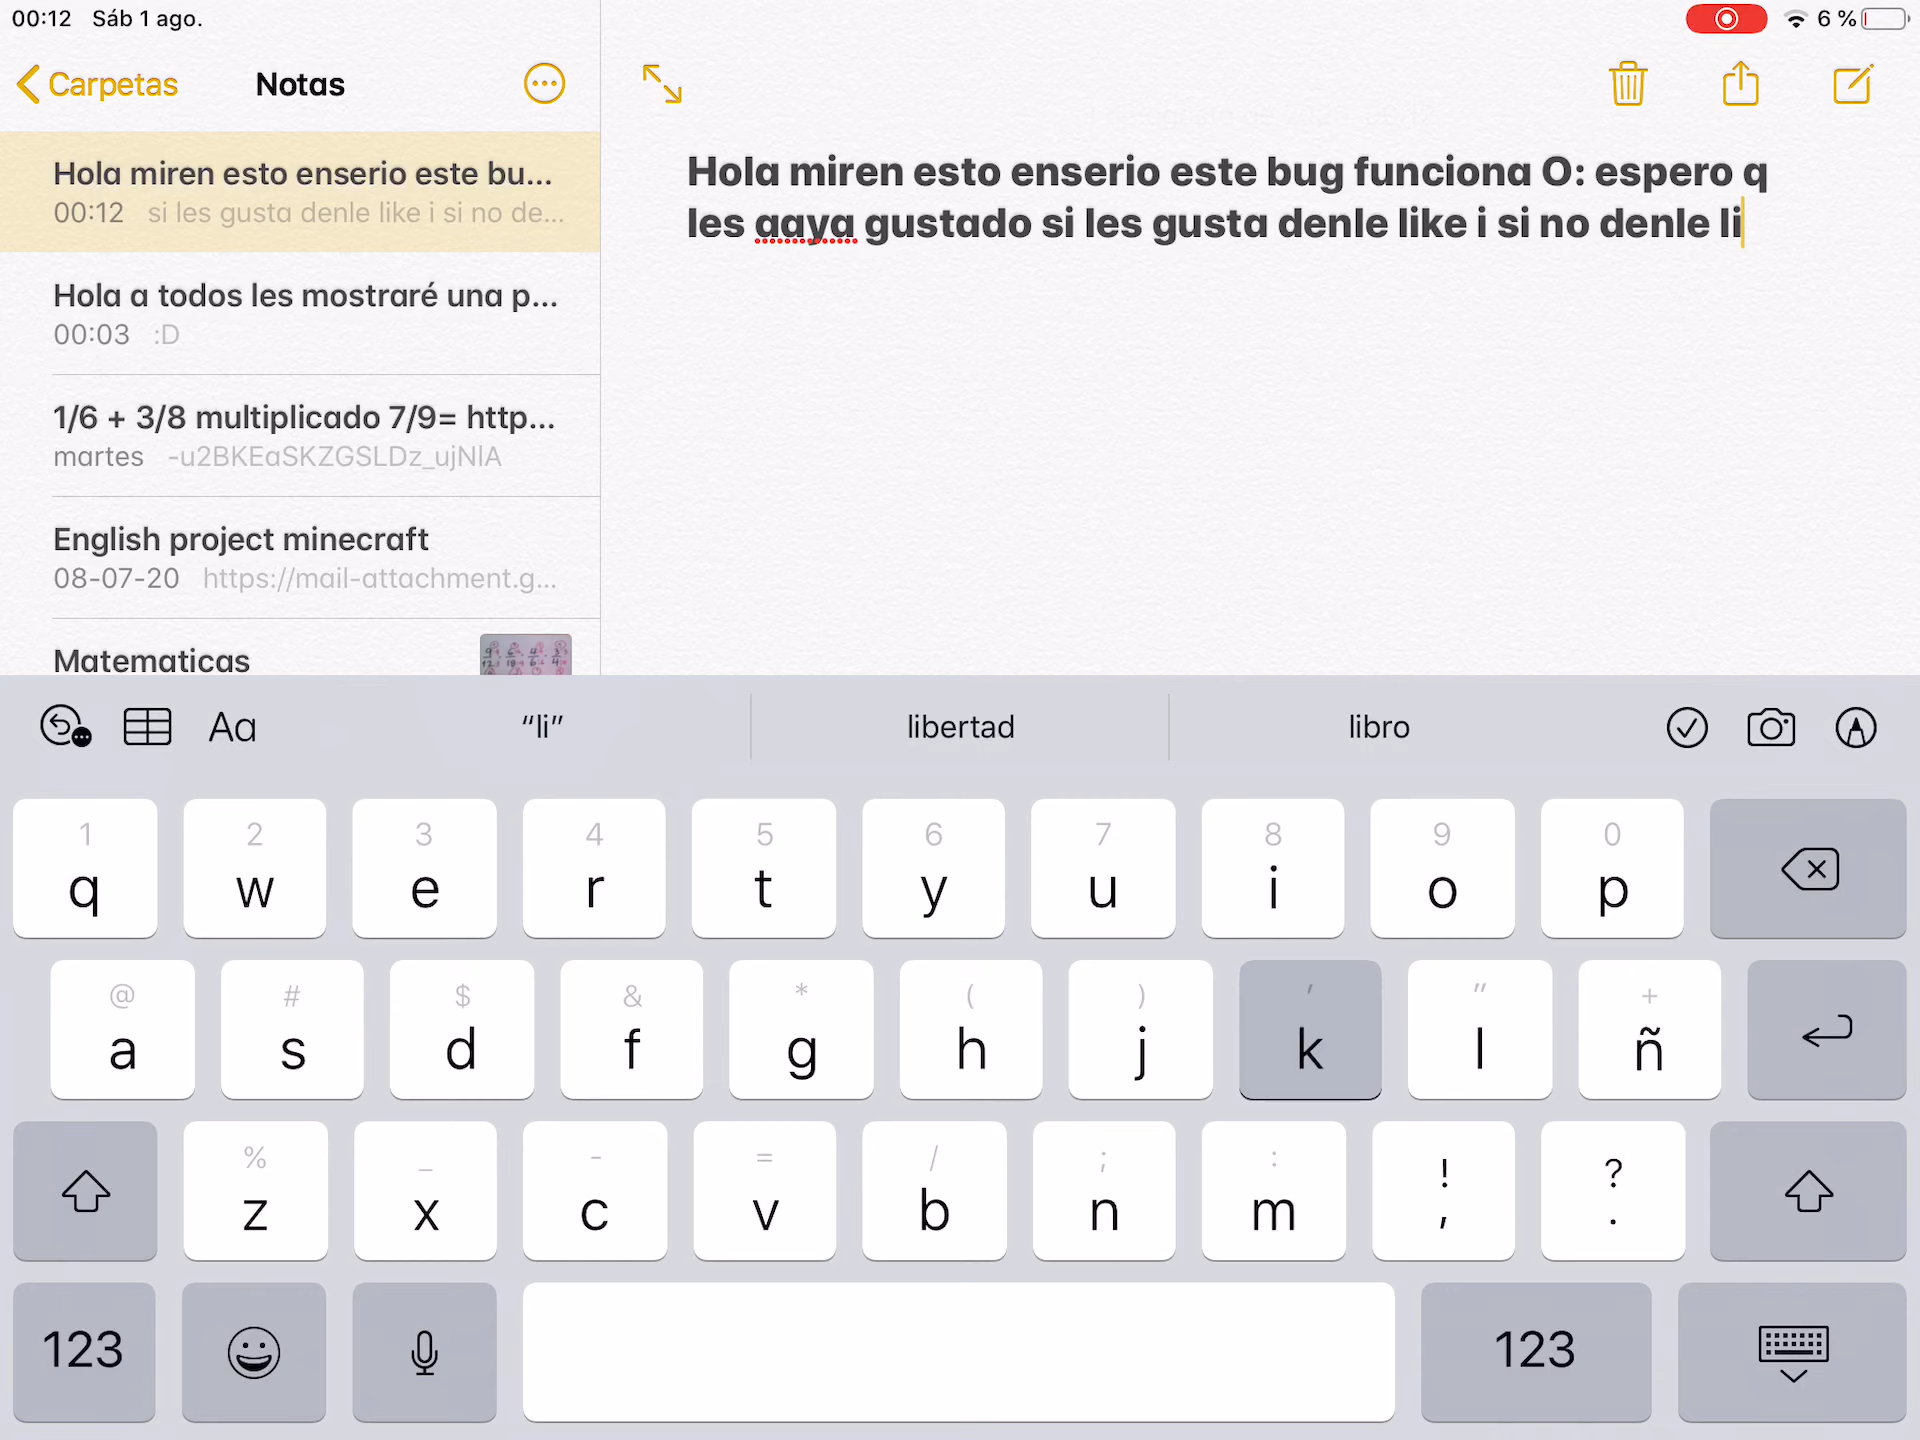 00:12 Sáb 1 ago.
6 %
Carpetas
Notas
Hola miren esto enserio este bu...
00:12 si les gusta denle like i si no de...
Hola a todos les mostraré una p...
00:03 :D
1/6 + 3/8 multiplicado 7/9= http...
martes -u2BKEaSKZGSLDz_ujNlA
English project minecraft
08-07-20 https://mail-attachment.g...
Matematicas
Hola miren esto enserio este bug funciona O: espero q
les aaya gustado si les gusta denle like i si no denle li
Aa
“li”
libertad
libro
1 2 3 4 5 6 7 8 9 0
q w e r t y u i o p
@ # $ & * ( ) ' " +
a s d f g h j k l ñ
% _ - = / ; : ! ?
z x c v b n m , .
123
123